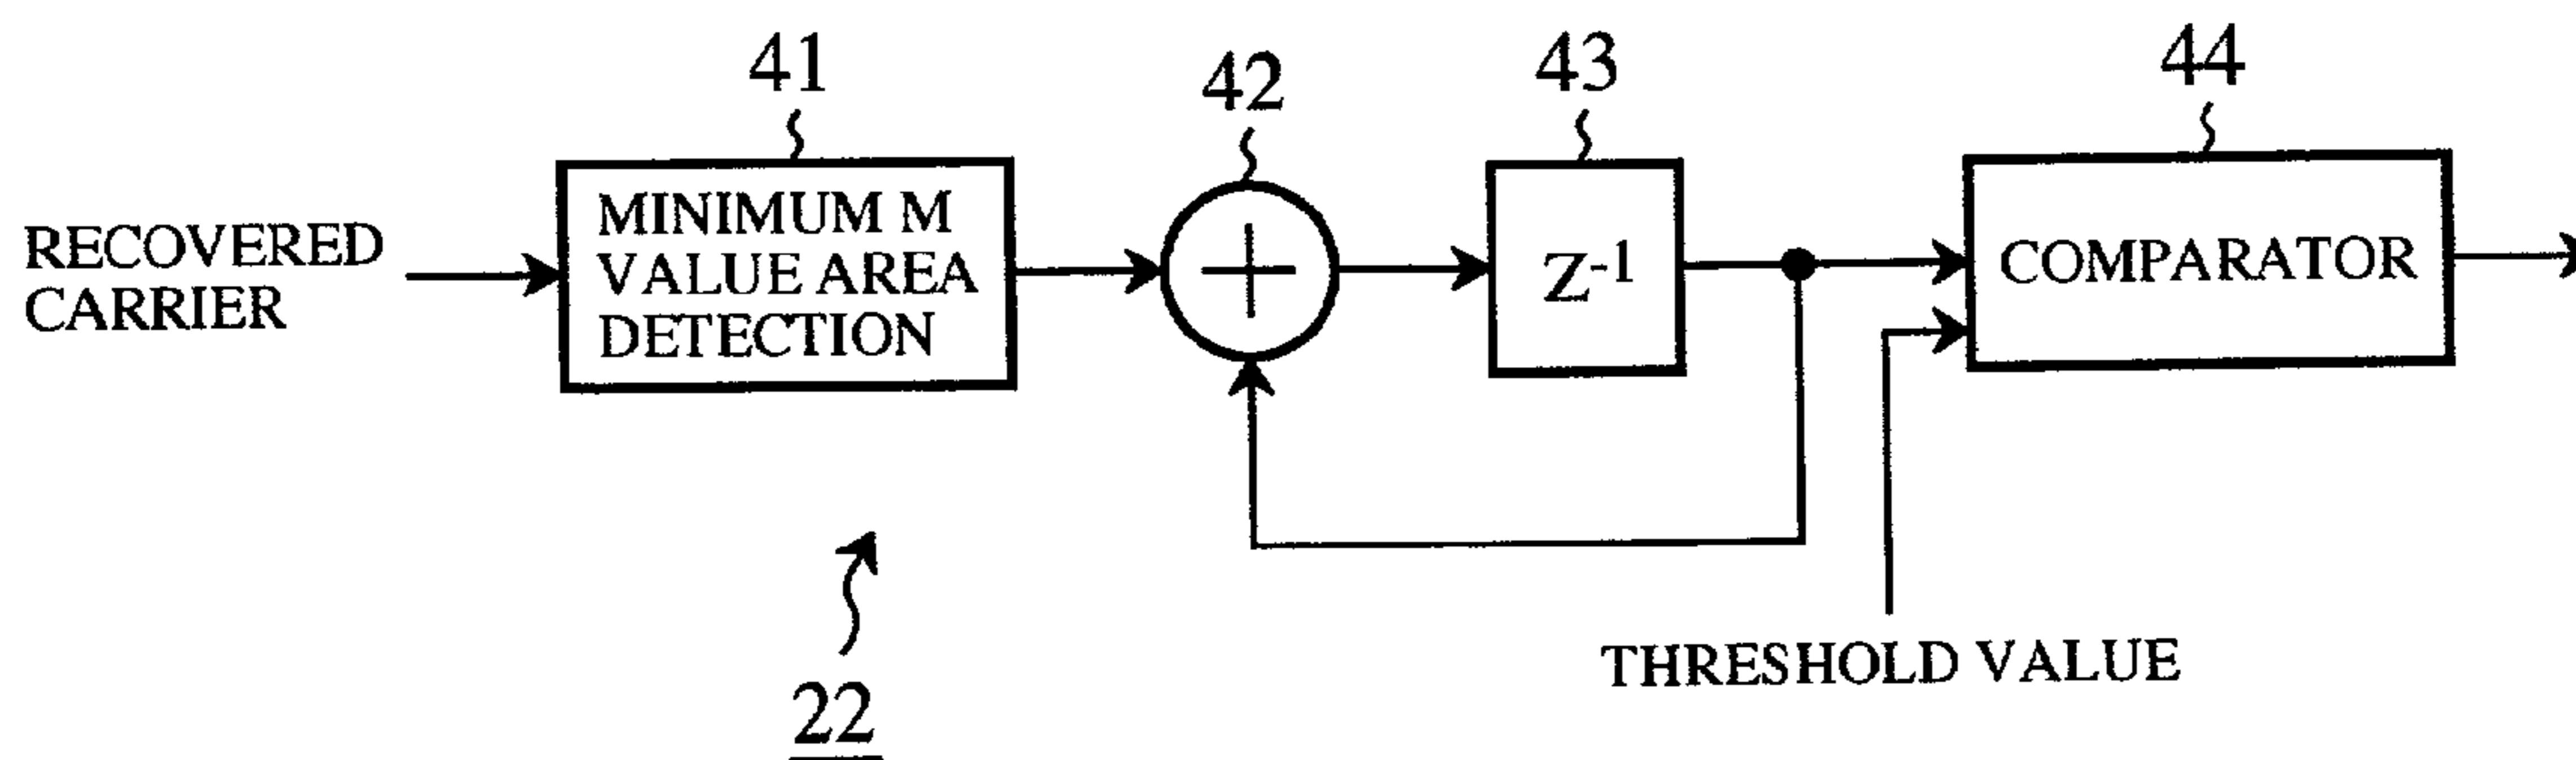 41
42
43
44
RECOVERED
CARRIER
MINIMUM M
VALUE AREA
DETECTION
+
Z-1
COMPARATOR
THRESHOLD VALUE
22